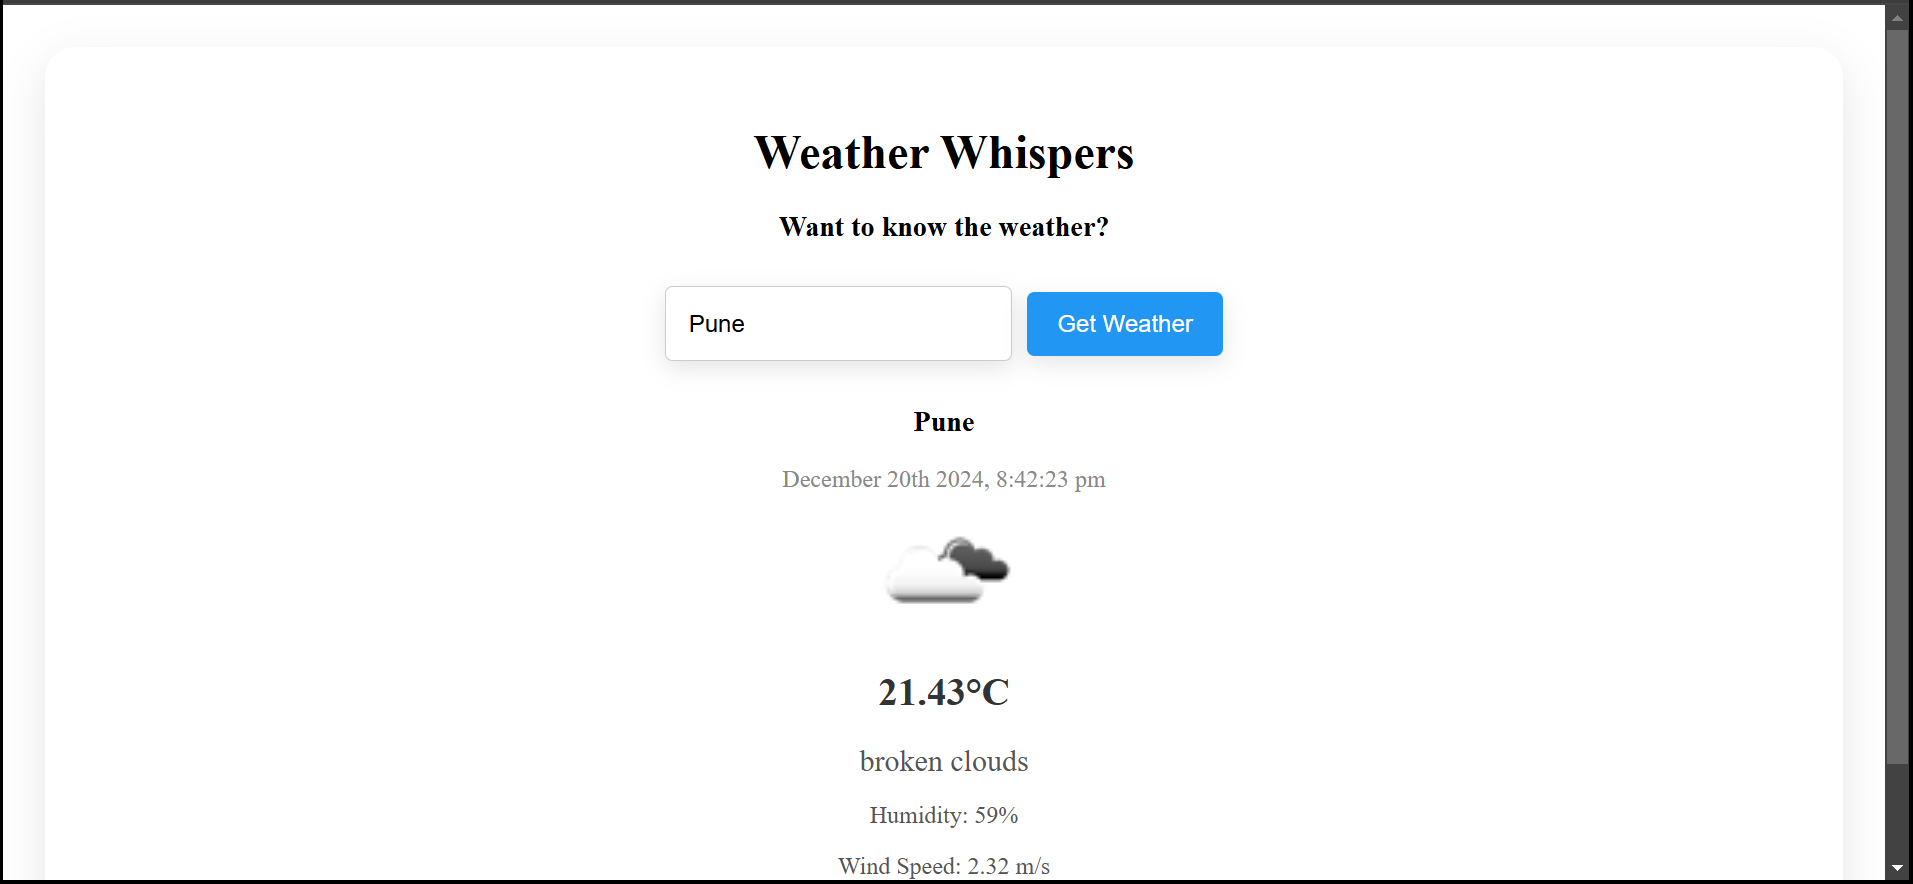 Weather Whispers
Want to know the weather?
Pune
Get Weather
Pune
December 20th 2024, 8:42:23 pm
21.43°C
broken clouds
Humidity: 59%
Wind Speed: 2.32 m/s